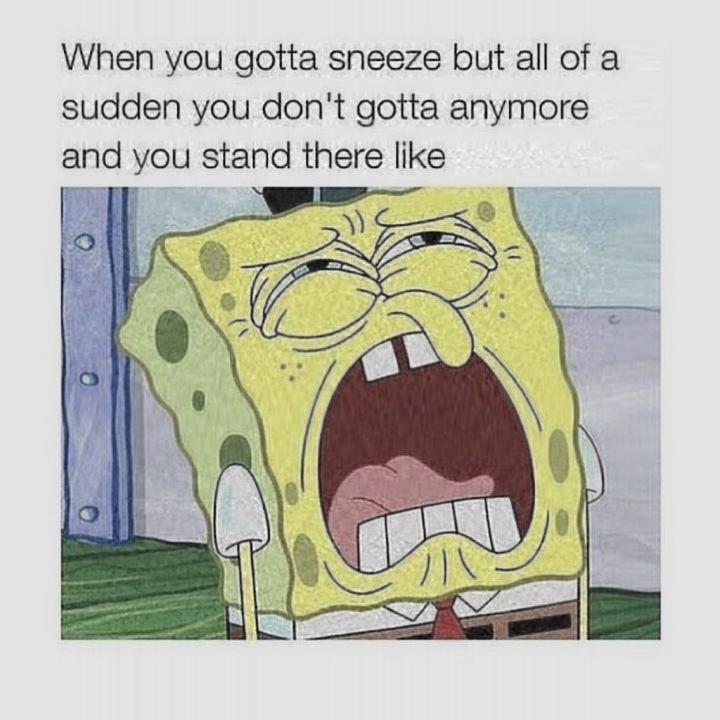 When you gotta sneeze but all of a
sudden you don't gotta anymore
and you stand there like